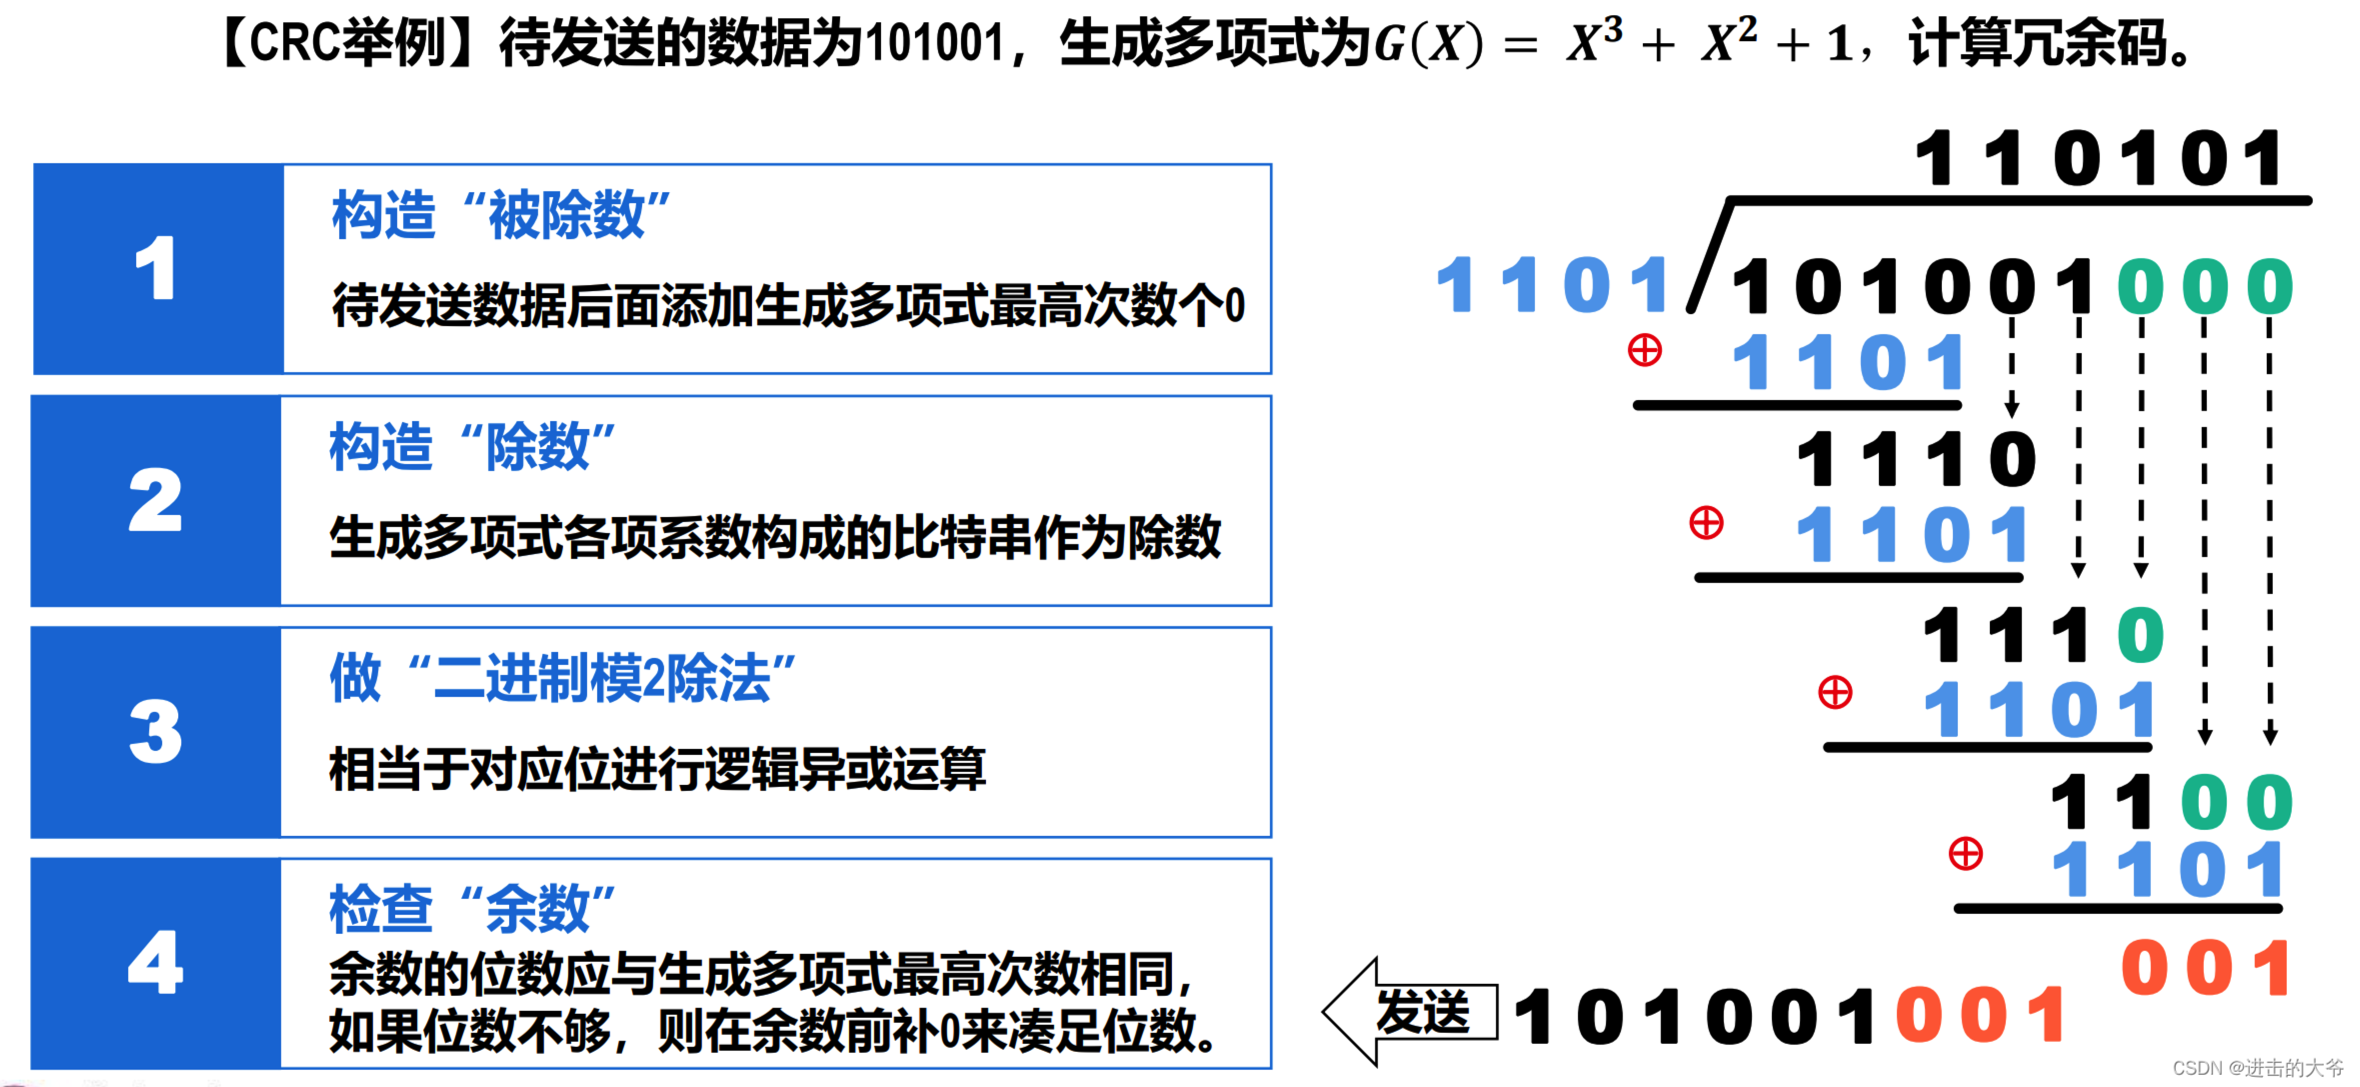 【CRC举例】待发送的数据为101001，生成多项式为G(X) = X³ + X² + 1，计算冗余码。
1
构造“被除数”
待发送数据后面添加生成多项式最高次数个0
2
构造“除数”
生成多项式各项系数构成的比特串作为除数
3
做“二进制模2除法”
相当于对应位进行逻辑异或运算
4
检查“余数”
余数的位数应与生成多项式最高次数相同，
如果位数不够，则在余数前补0来凑足位数。
110101
1101 101001000
⊕ 1101
1110
⊕ 1101
1110
⊕ 1101
1100
⊕ 1101
001
发送 101001001
CSDN @进击的大爷